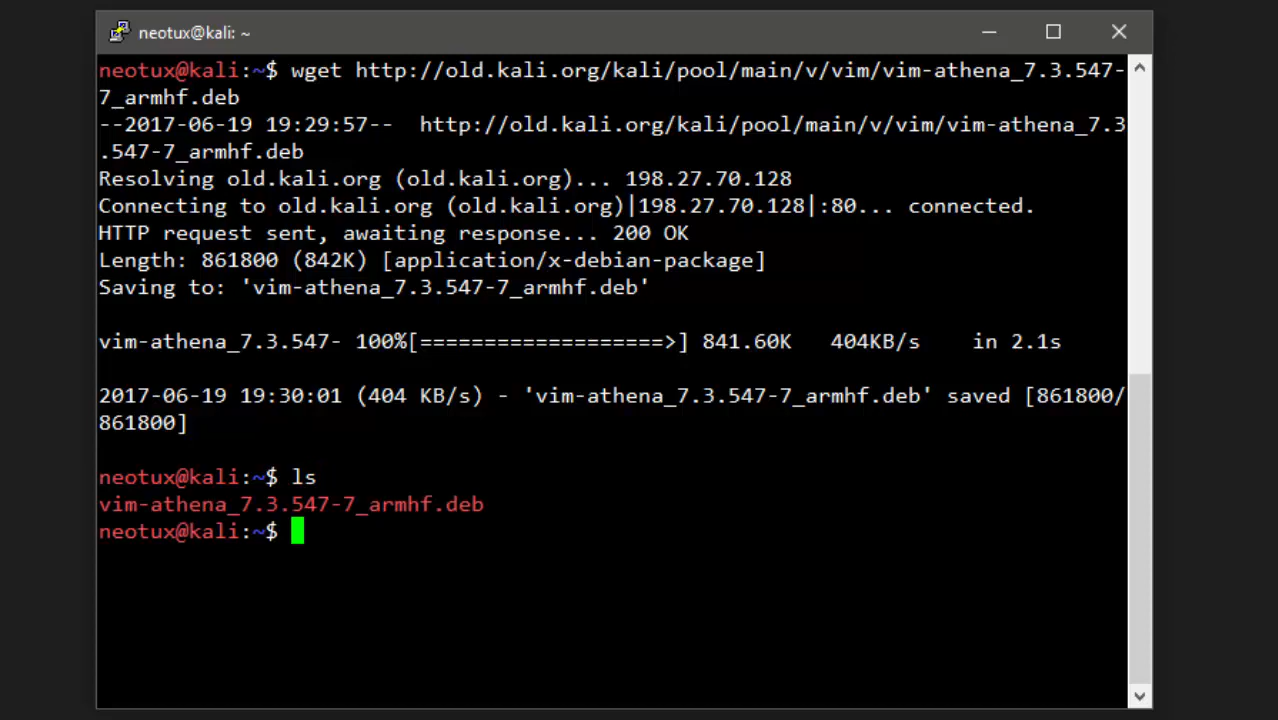 neotux@kali: ~
neotux@kali:~$ wget http://old.kali.org/kali/pool/main/v/vim/vim-athena_7.3.547-
7_armhf.deb
--2017-06-19 19:29:57--  http://old.kali.org/kali/pool/main/v/vim/vim-athena_7.3
.547-7_armhf.deb
Resolving old.kali.org (old.kali.org)... 198.27.70.128
Connecting to old.kali.org (old.kali.org)|198.27.70.128|:80... connected.
HTTP request sent, awaiting response... 200 OK
Length: 861800 (842K) [application/x-debian-package]
Saving to: 'vim-athena_7.3.547-7_armhf.deb'
vim-athena_7.3.547- 100%[===================>] 841.60K   404KB/s    in 2.1s
2017-06-19 19:30:01 (404 KB/s) - 'vim-athena_7.3.547-7_armhf.deb' saved [861800/
861800]
neotux@kali:~$ ls
vim-athena_7.3.547-7_armhf.deb
neotux@kali:~$